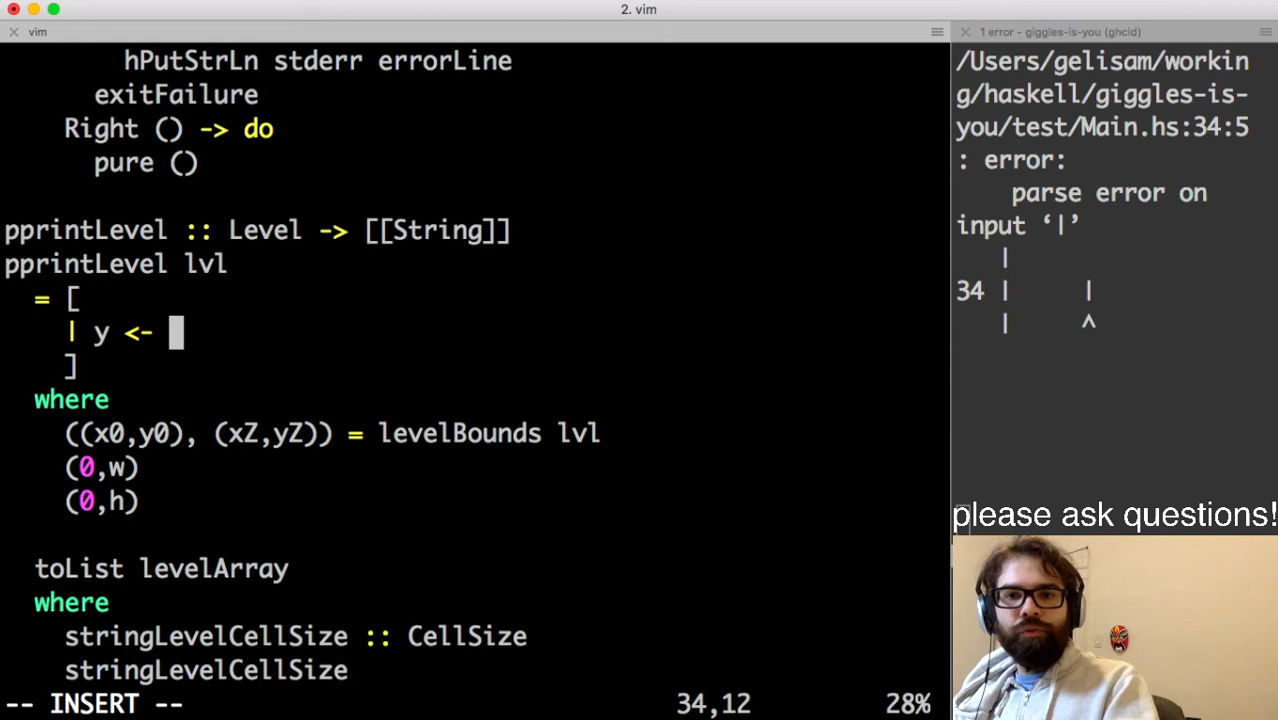 2. vim
vim
hPutStrLn stderr errorLine
exitFailure
Right () -> do
pure ()
pprintLevel :: Level -> [[String]]
pprintLevel lvl
= [
| y <-
]
where
((x0,y0), (xZ,yZ)) = levelBounds lvl
(0,w)
(0,h)
toList levelArray
where
stringLevelCellSize :: CellSize
stringLevelCellSize
-- INSERT -- 34,12 28%
1 error - giggles-is-you (ghcid)
/Users/gelisam/workin
g/haskell/giggles-is-
you/test/Main.hs:34:5
: error:
parse error on
input ‘|’
|
34 | |
| ^
please ask questions!